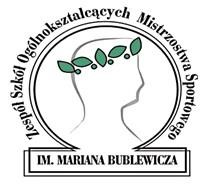 Zespół Szkół Ogólnokształcących Mistrzostwa Sportowego
IM. MARIANA BUBLEWICZA